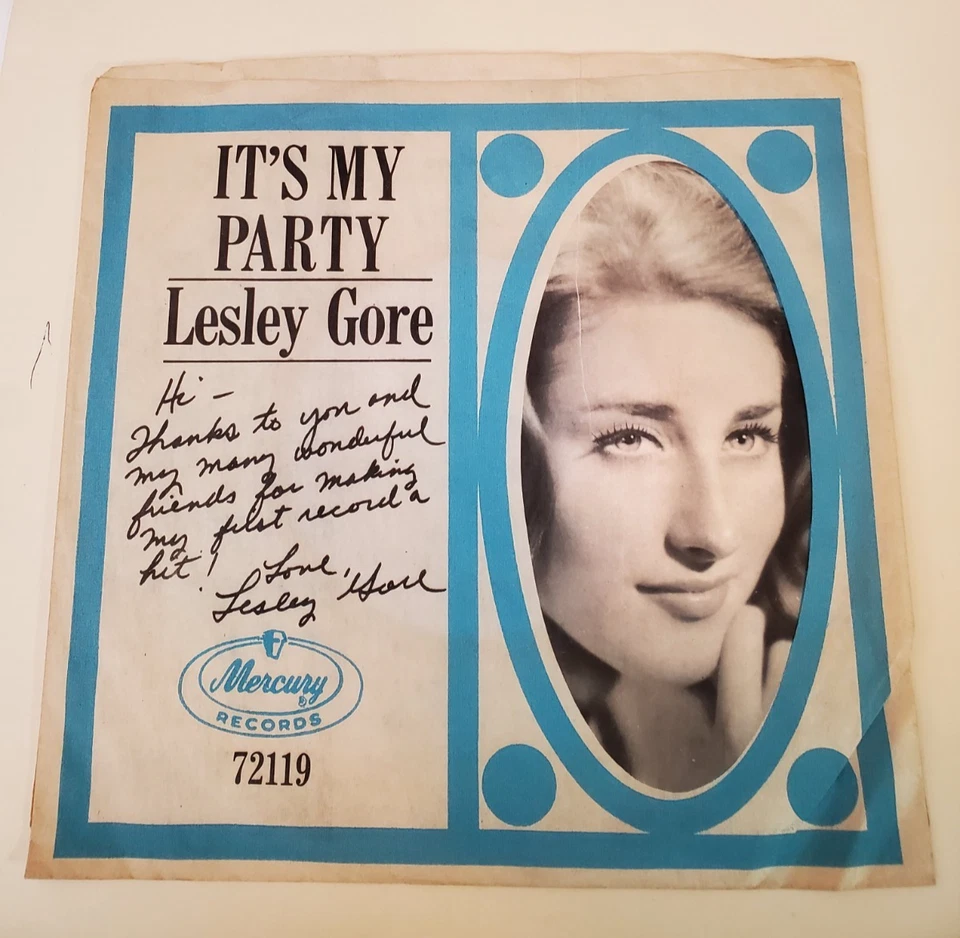 IT'S MY
PARTY
Lesley Gore
Hi -
Thanks to you and
my many wonderful
friends for making
my first record a
hit!
Love,
Lesley Gore
Mercury
®
RECORDS
72119